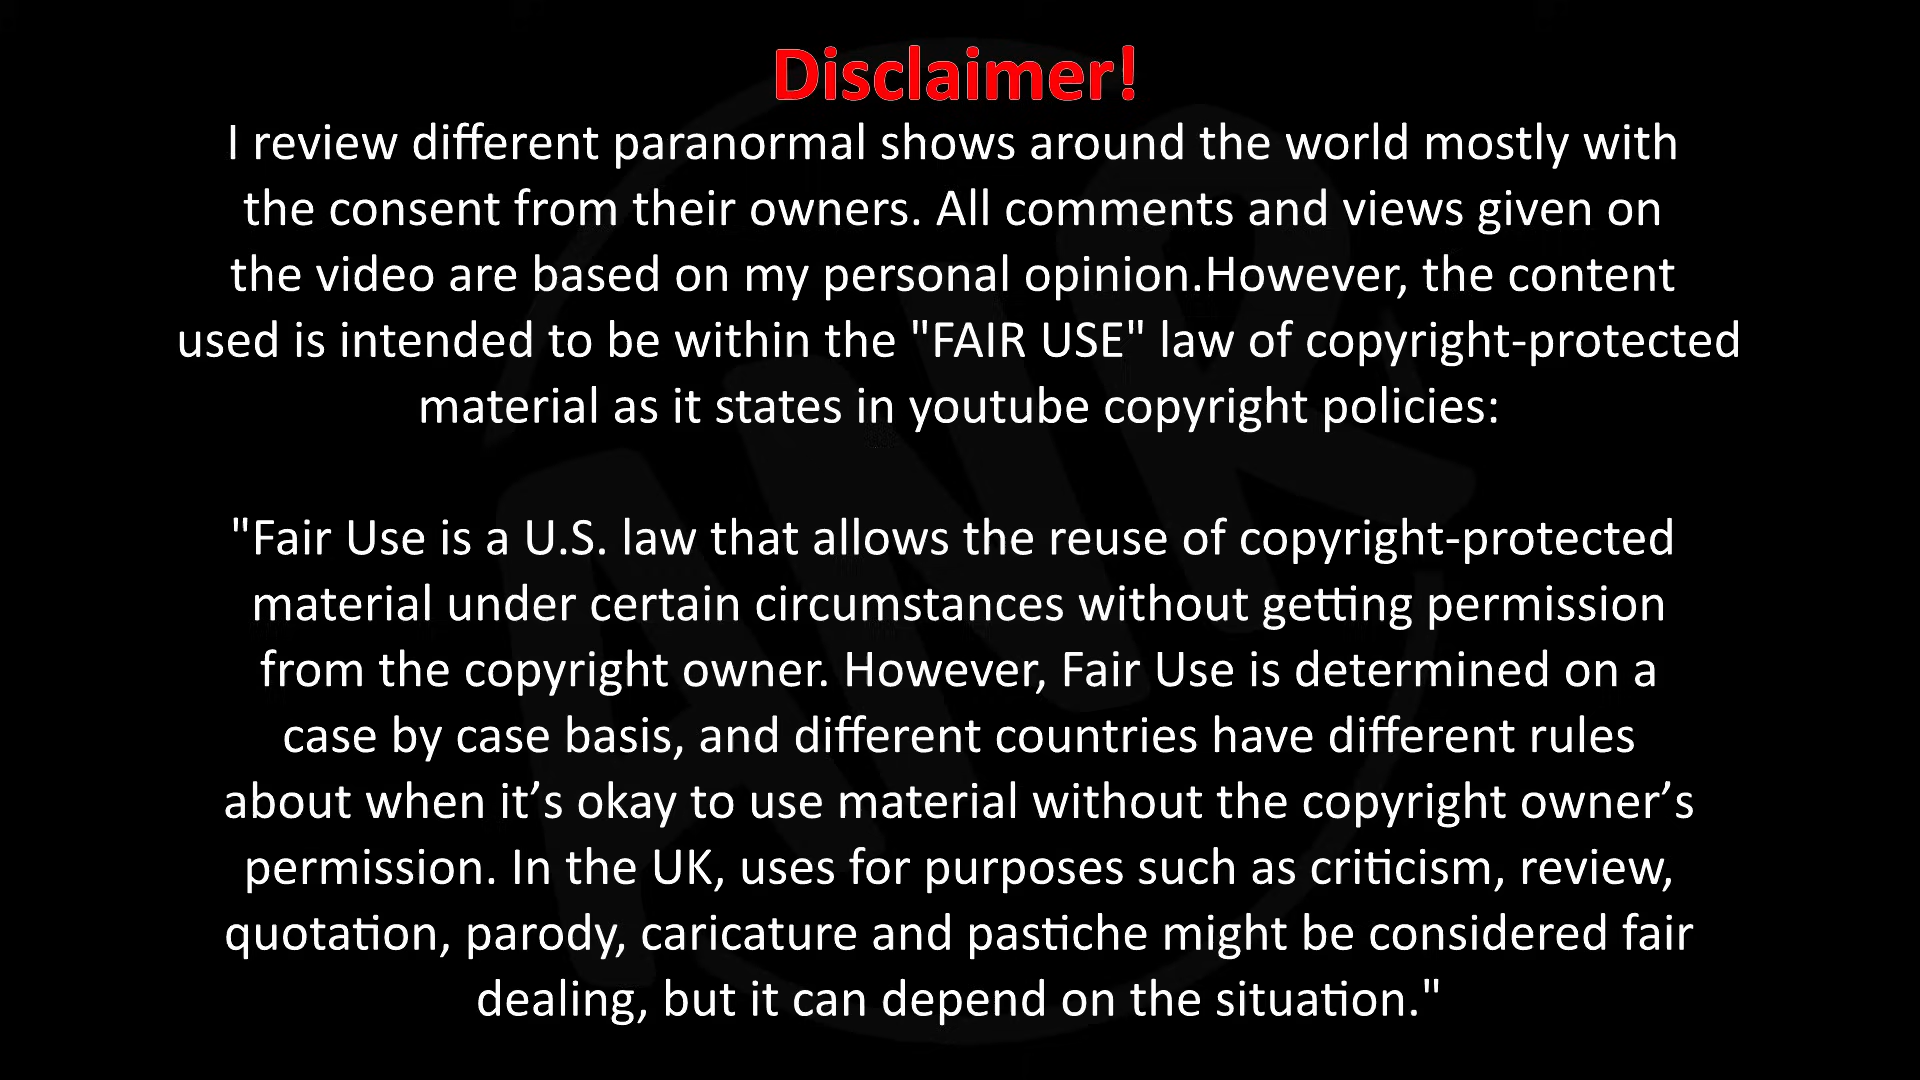 Disclaimer!
I review different paranormal shows around the world mostly with
the consent from their owners. All comments and views given on
the video are based on my personal opinion.However, the content
used is intended to be within the "FAIR USE" law of copyright-protected
material as it states in youtube copyright policies:
"Fair Use is a U.S. law that allows the reuse of copyright-protected
material under certain circumstances without getting permission
from the copyright owner. However, Fair Use is determined on a
case by case basis, and different countries have different rules
about when it’s okay to use material without the copyright owner’s
permission. In the UK, uses for purposes such as criticism, review,
quotation, parody, caricature and pastiche might be considered fair
dealing, but it can depend on the situation."
ANR